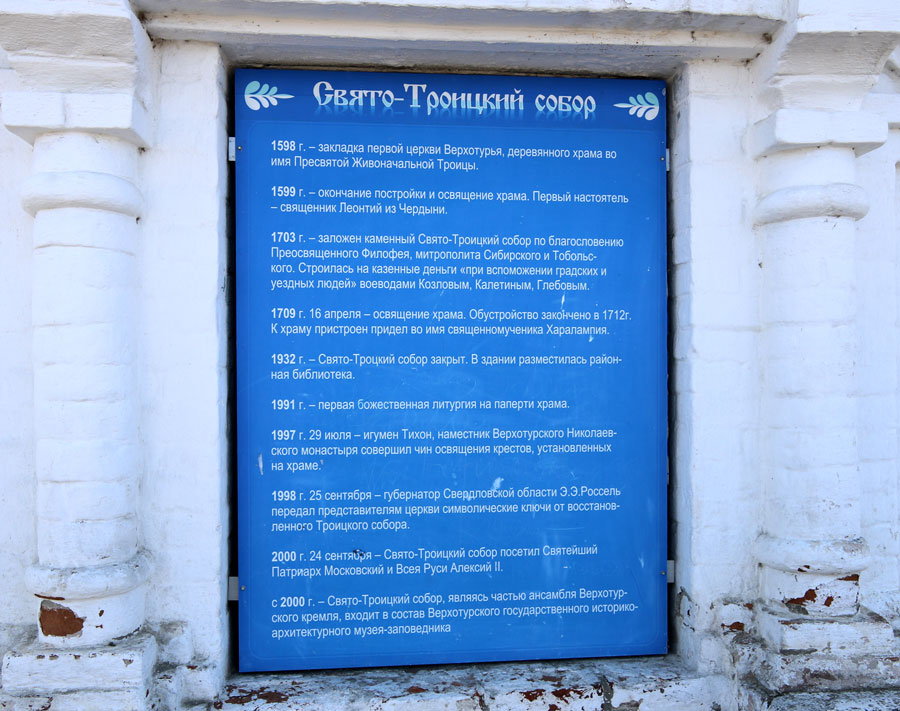 Свято-Троицкий собор
1598 г. – закладка первой церкви Верхотурья, деревянного храма во
имя Пресвятой Живоначальной Троицы.
1599 г. – окончание постройки и освящение храма. Первый настоятель
– священник Леонтий из Чердыни.
1703 г. – заложен каменный Свято-Троицкий собор по благословению
Преосвященного Филофея, митрополита Сибирского и Тоболь-
ского. Строилась на казенные деньги «при вспоможении градских и
уездных людей» воеводами Козловым, Калетиным, Глебовым.
1709 г. 16 апреля – освящение храма. Обустройство закончено в 1712г.
К храму пристроен придел во имя священномученика Харалампия.
1932 г. – Свято-Троцкий собор закрыт. В здании разместилась район-
ная библиотека.
1991 г. – первая божественная литургия на паперти храма.
1997 г. 29 июля – игумен Тихон, наместник Верхотурского Николаев-
ского монастыря совершил чин освящения крестов, установленных
на храме.
1998 г. 25 сентября – губернатор Свердловской области Э.Э.Россель
передал представителям церкви символические ключи от восстанов-
ленного Троицкого собора.
2000 г. 24 сентября – Свято-Троицкий собор посетил Святейший
Патриарх Московский и Всея Руси Алексий II.
с 2000 г. – Свято-Троицкий собор, являясь частью ансамбля Верхотур-
ского кремля, входит в состав Верхотурского государственного историко-
архитектурного музея-заповедника